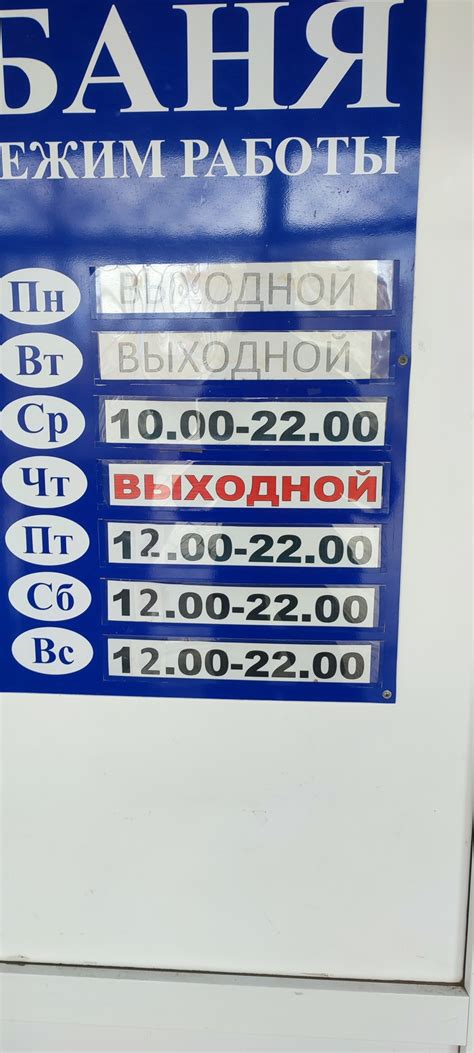 БАНЯ
ЕЖИМ РАБОТЫ
Пн ВЫХОДНОЙ
Вт ВЫХОДНОЙ
Ср 10.00-22.00
Чт ВЫХОДНОЙ
Пт 12.00-22.00
Сб 12.00-22.00
Вс 12.00-22.00